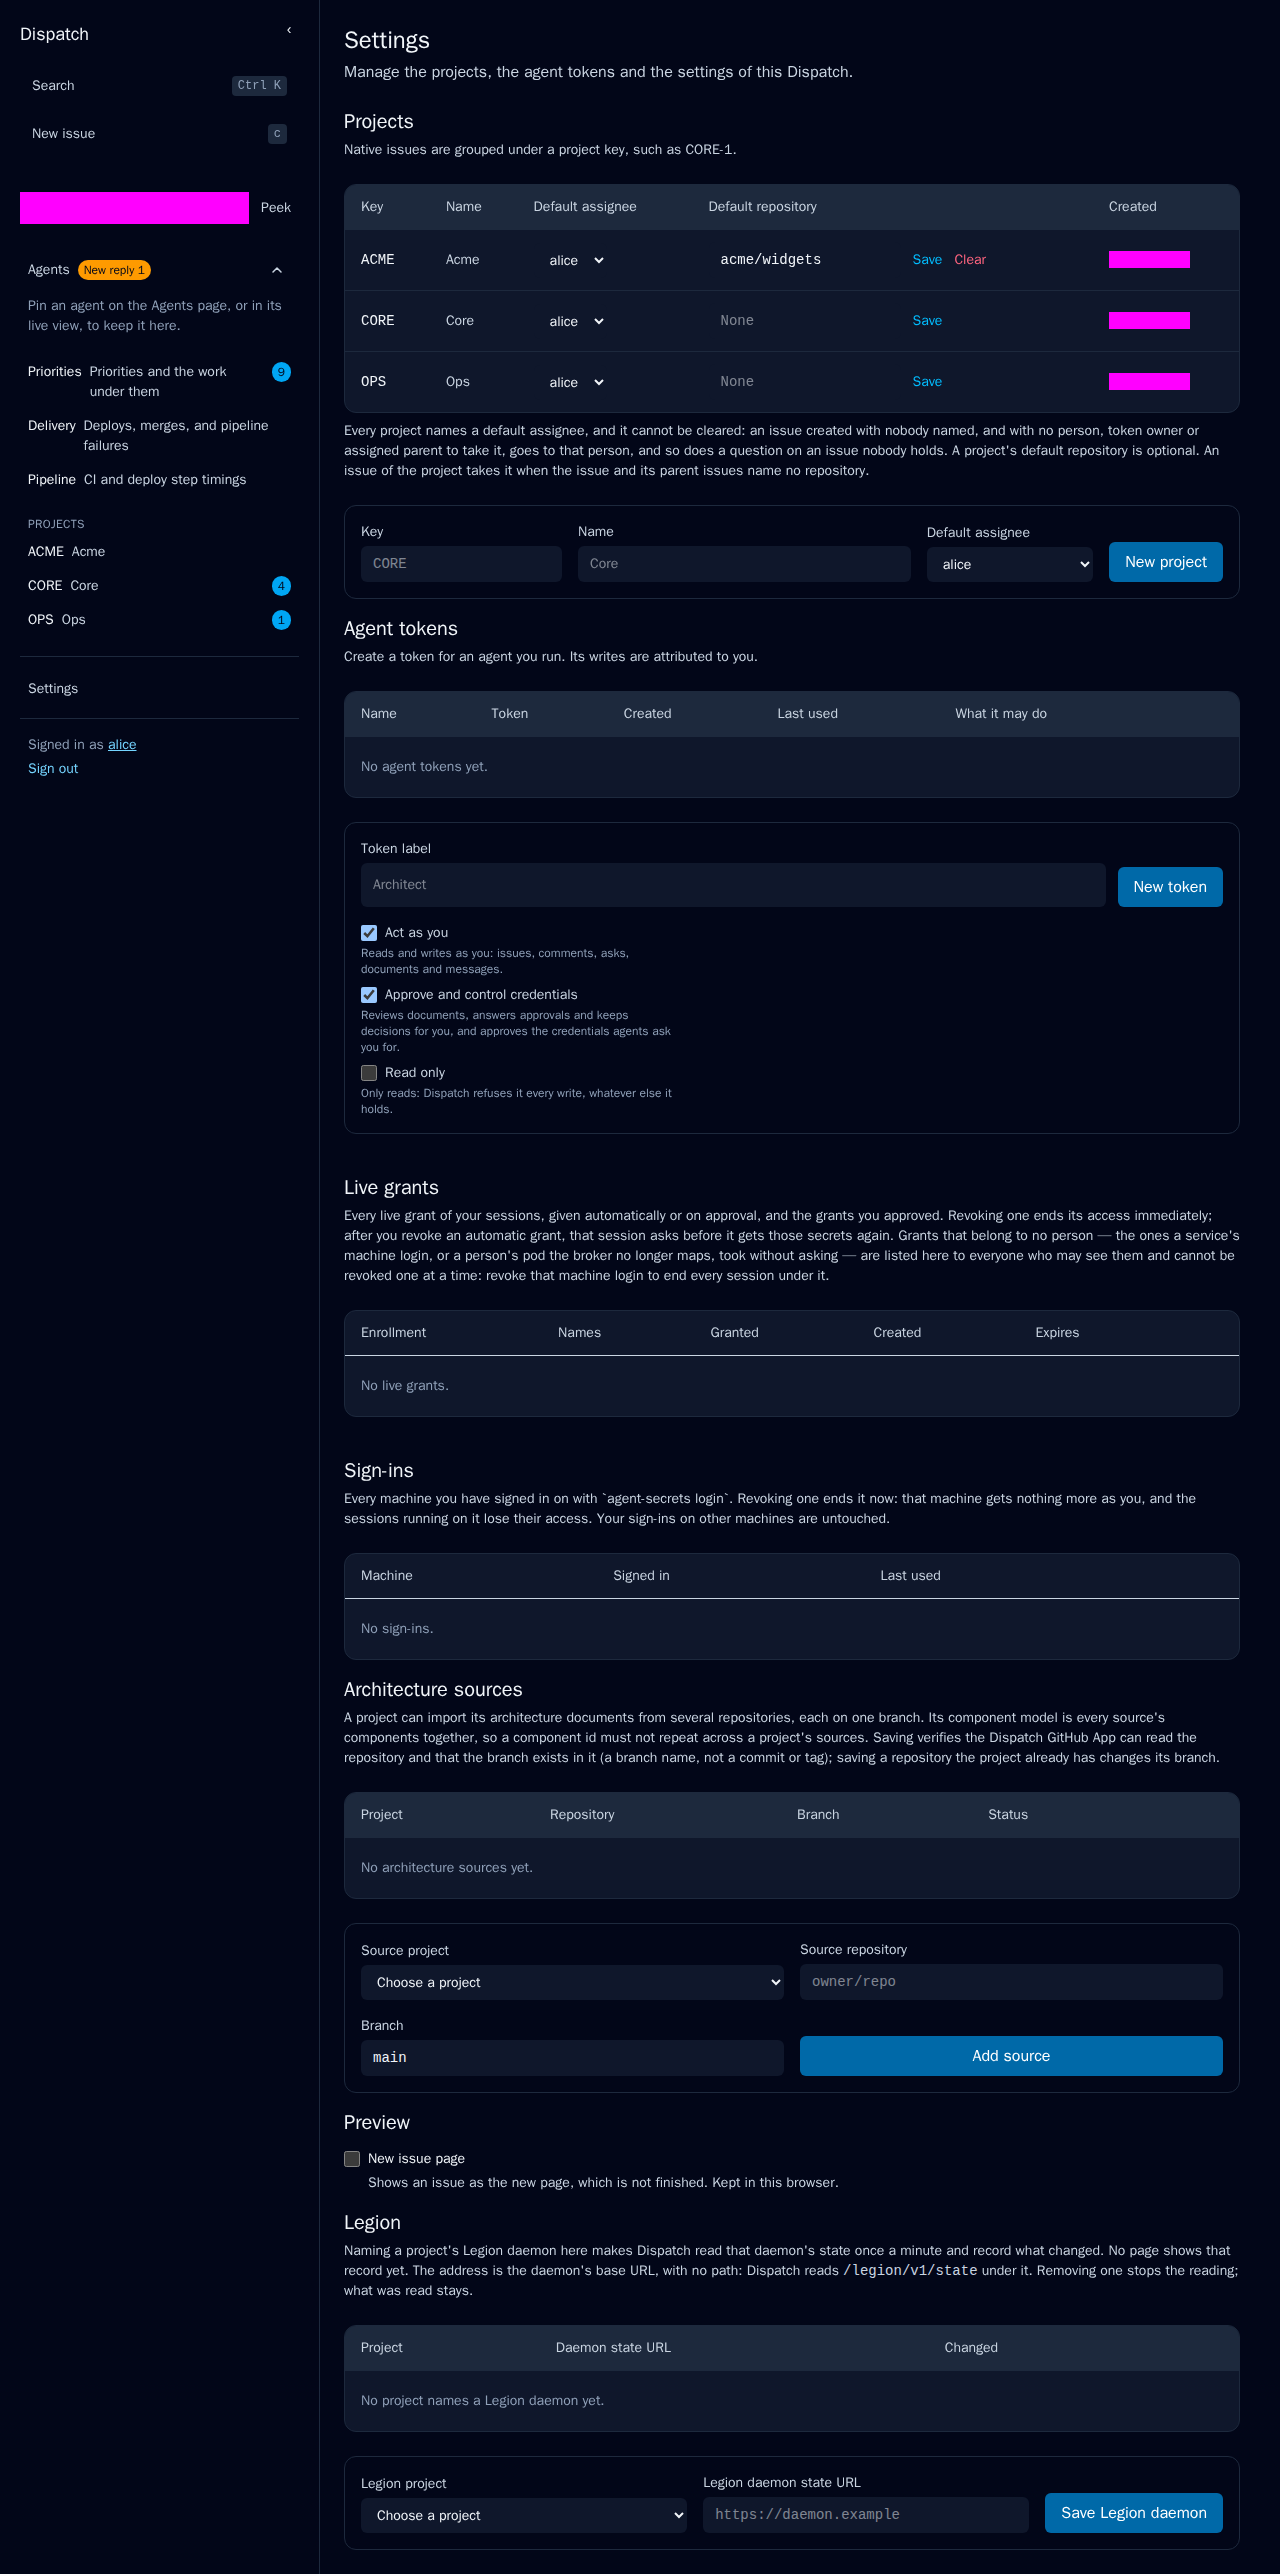 Dispatch
Search Ctrl K
New issue C
Peek
Agents New reply 1
Pin an agent on the Agents page, or in its
live view, to keep it here.
Priorities Priorities and the work 9
under them
Delivery Deploys, merges, and pipeline
failures
Pipeline CI and deploy step timings
PROJECTS
ACME Acme
CORE Core 4
OPS Ops 1
Settings
Signed in as alice
Sign out
Settings
Manage the projects, the agent tokens and the settings of this Dispatch.
Projects
Native issues are grouped under a project key, such as CORE-1.
Key Name Default assignee Default repository Created
ACME Acme alice acme/widgets Save Clear
CORE Core alice None Save
OPS Ops alice None Save
Every project names a default assignee, and it cannot be cleared: an issue created with nobody named, and with no person, token owner or
assigned parent to take it, goes to that person, and so does a question on an issue nobody holds. A project's default repository is optional. An
issue of the project takes it when the issue and its parent issues name no repository.
Key Name Default assignee
CORE Core alice New project
Agent tokens
Create a token for an agent you run. Its writes are attributed to you.
Name Token Created Last used What it may do
No agent tokens yet.
Token label
Architect New token
Act as you
Reads and writes as you: issues, comments, asks,
documents and messages.
Approve and control credentials
Reviews documents, answers approvals and keeps
decisions for you, and approves the credentials agents ask
you for.
Read only
Only reads: Dispatch refuses it every write, whatever else it
holds.
Live grants
Every live grant of your sessions, given automatically or on approval, and the grants you approved. Revoking one ends its access immediately;
after you revoke an automatic grant, that session asks before it gets those secrets again. Grants that belong to no person — the ones a service's
machine login, or a person's pod the broker no longer maps, took without asking — are listed here to everyone who may see them and cannot be
revoked one at a time: revoke that machine login to end every session under it.
Enrollment Names Granted Created Expires
No live grants.
Sign-ins
Every machine you have signed in on with `agent-secrets login`. Revoking one ends it now: that machine gets nothing more as you, and the
sessions running on it lose their access. Your sign-ins on other machines are untouched.
Machine Signed in Last used
No sign-ins.
Architecture sources
A project can import its architecture documents from several repositories, each on one branch. Its component model is every source's
components together, so a component id must not repeat across a project's sources. Saving verifies the Dispatch GitHub App can read the
repository and that the branch exists in it (a branch name, not a commit or tag); saving a repository the project already has changes its branch.
Project Repository Branch Status
No architecture sources yet.
Source project Source repository
Choose a project owner/repo
Branch
main Add source
Preview
New issue page
Shows an issue as the new page, which is not finished. Kept in this browser.
Legion
Naming a project's Legion daemon here makes Dispatch read that daemon's state once a minute and record what changed. No page shows that
record yet. The address is the daemon's base URL, with no path: Dispatch reads /legion/v1/state under it. Removing one stops the reading;
what was read stays.
Project Daemon state URL Changed
No project names a Legion daemon yet.
Legion project Legion daemon state URL
Choose a project https://daemon.example Save Legion daemon